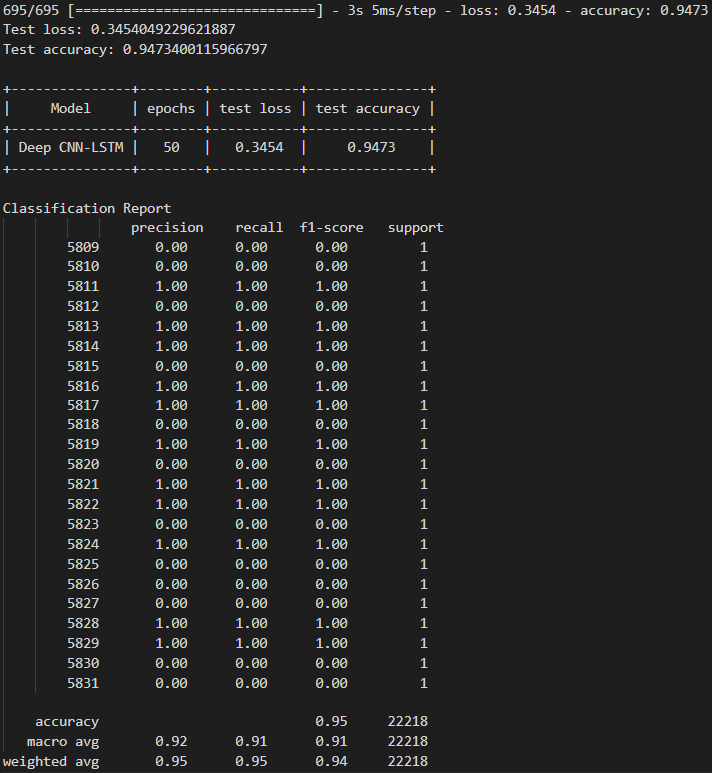 695/695 [==============================] - 3s 5ms/step - loss: 0.3454 - accuracy: 0.9473
Test loss: 0.3454049229621887
Test accuracy: 0.9473400115966797
+---------------+--------+-----------+---------------+
|     Model     | epochs | test loss | test accuracy |
+---------------+--------+-----------+---------------+
| Deep CNN-LSTM |   50   |   0.3454  |     0.9473    |
+---------------+--------+-----------+---------------+
Classification Report
precision    recall  f1-score   support
5809       0.00      0.00      0.00         1
5810       0.00      0.00      0.00         1
5811       1.00      1.00      1.00         1
5812       0.00      0.00      0.00         1
5813       1.00      1.00      1.00         1
5814       1.00      1.00      1.00         1
5815       0.00      0.00      0.00         1
5816       1.00      1.00      1.00         1
5817       1.00      1.00      1.00         1
5818       0.00      0.00      0.00         1
5819       1.00      1.00      1.00         1
5820       0.00      0.00      0.00         1
5821       1.00      1.00      1.00         1
5822       1.00      1.00      1.00         1
5823       0.00      0.00      0.00         1
5824       1.00      1.00      1.00         1
5825       0.00      0.00      0.00         1
5826       0.00      0.00      0.00         1
5827       0.00      0.00      0.00         1
5828       1.00      1.00      1.00         1
5829       1.00      1.00      1.00         1
5830       0.00      0.00      0.00         1
5831       0.00      0.00      0.00         1
accuracy                           0.95     22218
macro avg       0.92      0.91      0.91     22218
weighted avg       0.95      0.95      0.94     22218